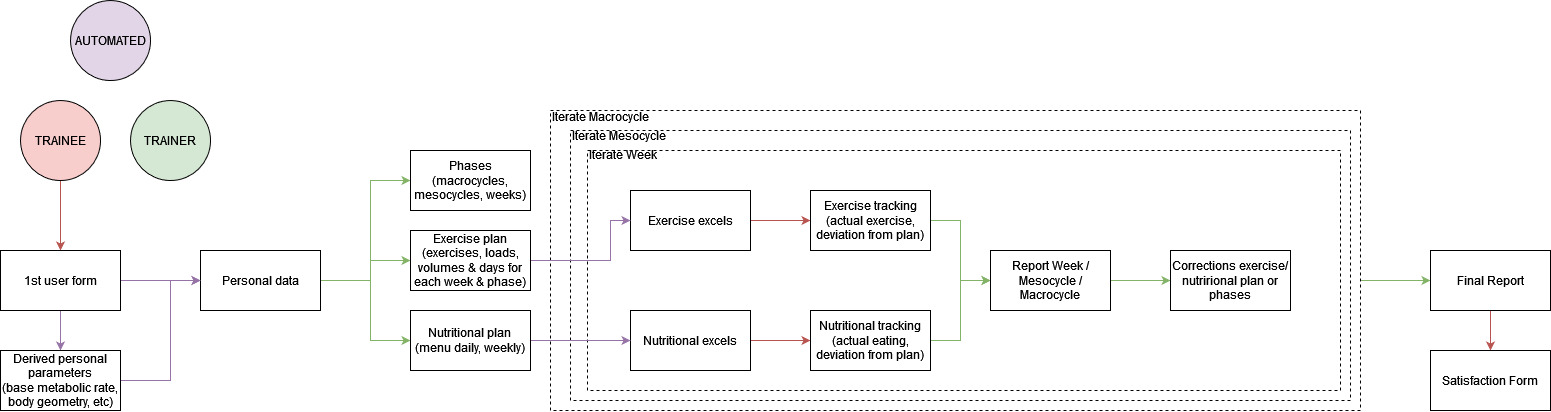 AUTOMATED
TRAINEE
TRAINER
1st user form
Derived personal
parameters
(base metabolic rate,
body geometry, etc)
Personal data
Phases
(macrocycles,
mesocycles, weeks)
Exercise plan
(exercises, loads,
volumes & days for
each week & phase)
Nutritional plan
(menu daily, weekly)
Iterate Macrocycle
Iterate Mesocycle
Iterate Week
Exercise excels
Nutritional excels
Exercise tracking
(actual exercise,
deviation from plan)
Nutritional tracking
(actual eating,
deviation from plan)
Report Week /
Mesocycle /
Macrocycle
Corrections exercise/
nutrirional plan or
phases
Final Report
Satisfaction Form